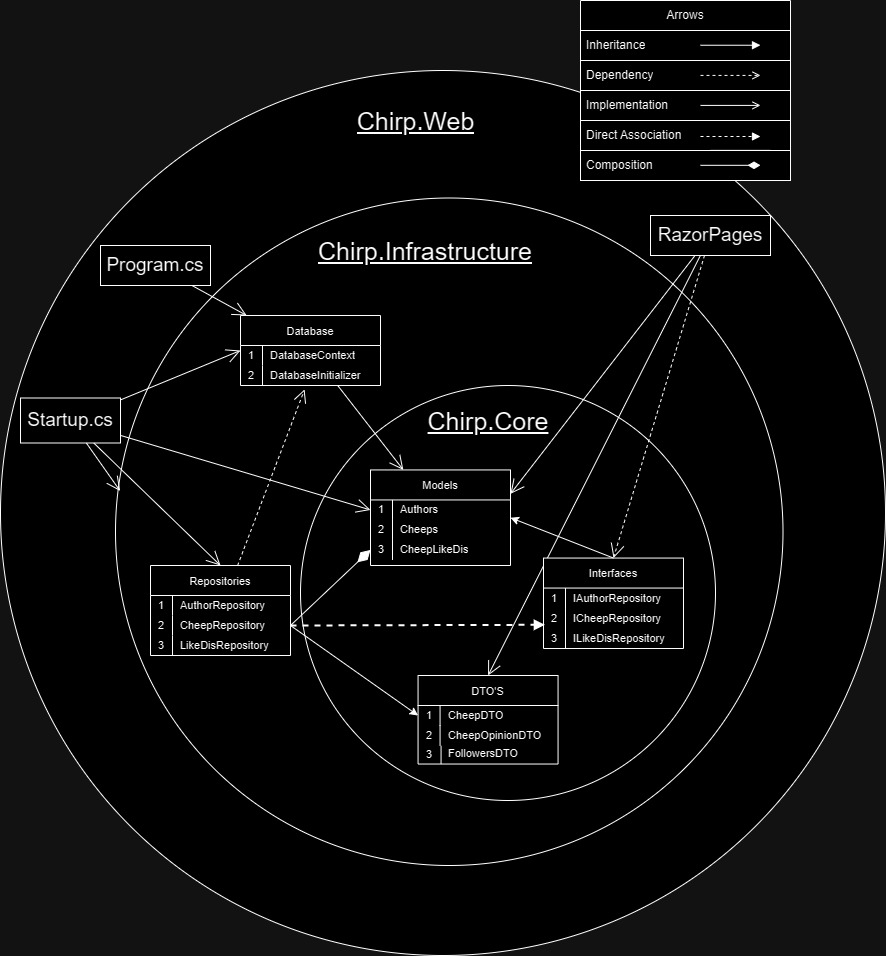 Arrows
Inheritance
Dependency
Implementation
Direct Association
Composition
Chirp.Web
RazorPages
Chirp.Infrastructure
Program.cs
Database
1 DatabaseContext
2 DatabaseInitializer
Startup.cs
Chirp.Core
Models
1 Authors
2 Cheeps
3 CheepLikeDis
Repositories
1 AuthorRepository
2 CheepRepository
3 LikeDisRepository
Interfaces
1 IAuthorRepository
2 ICheepRepository
3 ILikeDisRepository
DTO'S
1 CheepDTO
2 CheepOpinionDTO
3 FollowersDTO